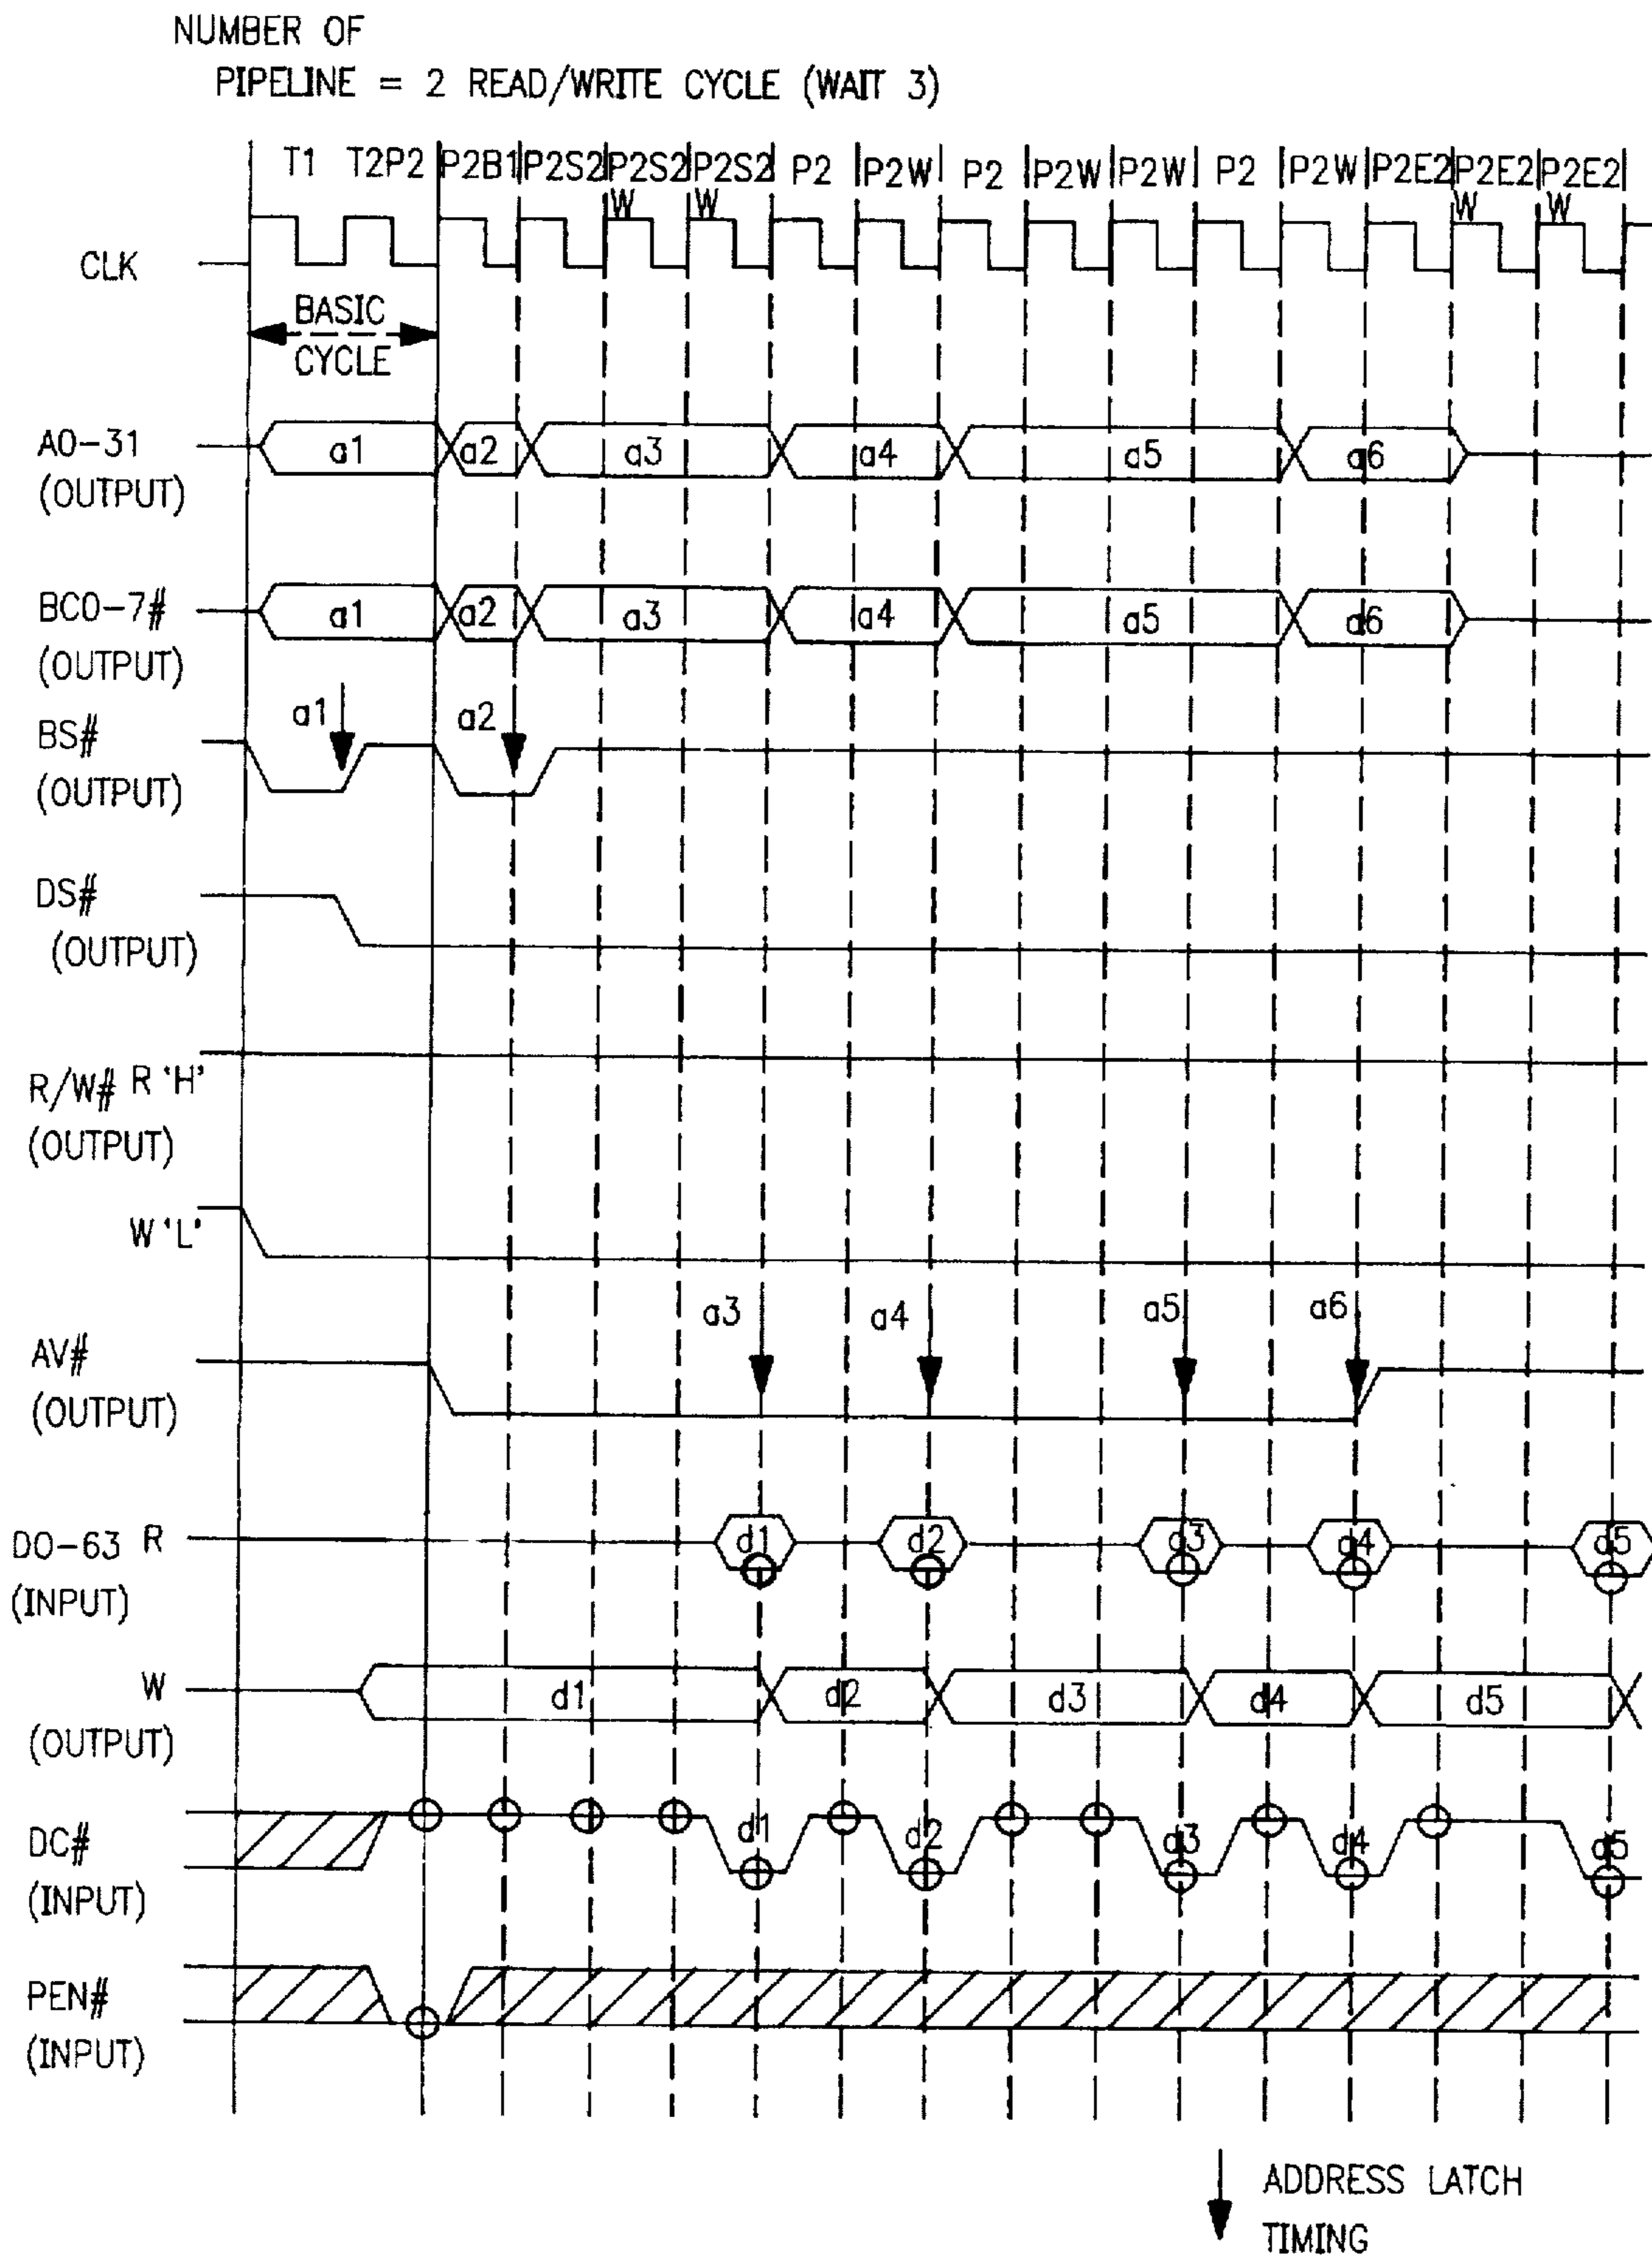 NUMBER OF
PIPELINE = 2 READ/WRITE CYCLE (WAIT 3)
T1 T2P2 P2B1 P2S2 P2S2 P2S2 P2 P2W P2 P2W P2W P2 P2W P2E2 P2E2 P2E2
W W W W
CLK
BASIC
CYCLE
A0-31 a1 a2 a3 a4 a5 a6
(OUTPUT)
BC0-7# a1 a2 a3 a4 a5 a6
(OUTPUT)
a1 a2
BS#
(OUTPUT)
DS#
(OUTPUT)
R/W# R 'H'
(OUTPUT)
W 'L'
a3 a4 a5 a6
AV#
(OUTPUT)
D0-63 R d1 d2 d3 d4 d5
(INPUT)
W d1 d2 d3 d4 d5
(OUTPUT)
DC# d1 d2 d3 d4 d5
(INPUT)
PEN#
(INPUT)
ADDRESS LATCH
TIMING